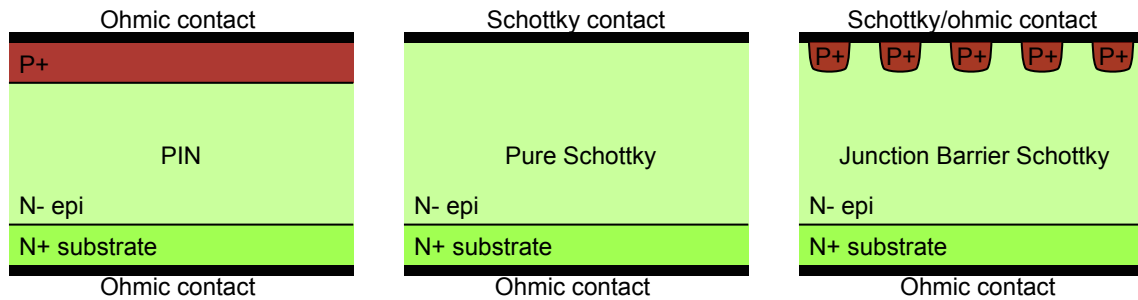 Ohmic contact
P+
PIN
N- epi
N+ substrate
Ohmic contact
Schottky contact
Pure Schottky
N- epi
N+ substrate
Ohmic contact
Schottky/ohmic contact
P+ P+ P+ P+ P+
Junction Barrier Schottky
N- epi
N+ substrate
Ohmic contact